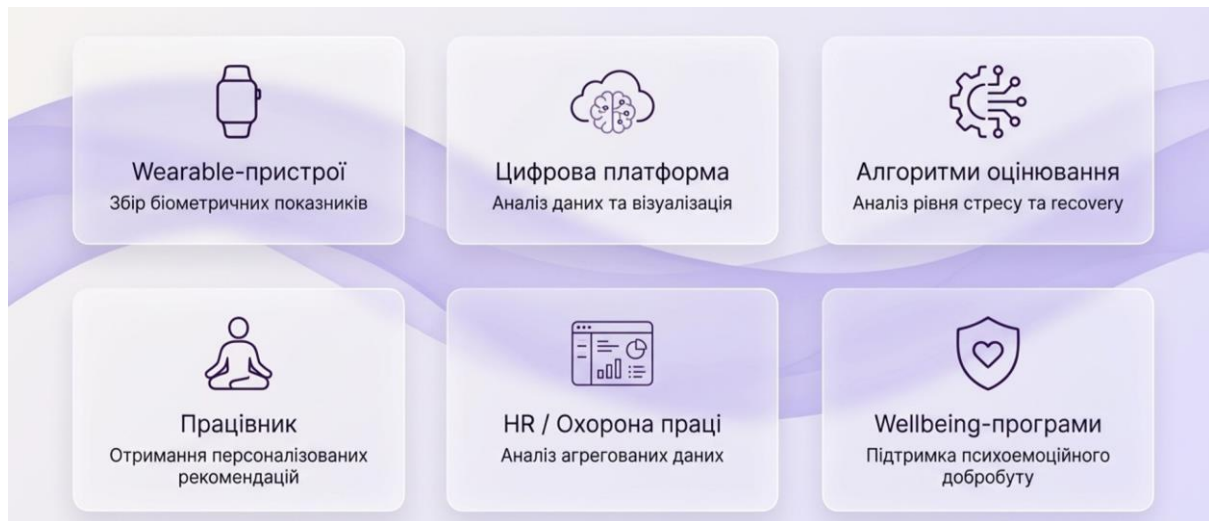 Wearable-пристрої
Збір біометричних показників
Цифрова платформа
Аналіз даних та візуалізація
Алгоритми оцінювання
Аналіз рівня стресу та recovery
Працівник
Отримання персоналізованих
рекомендацій
HR / Охорона праці
Аналіз агрегованих даних
Wellbeing-програми
Підтримка психоемоційного
добробуту